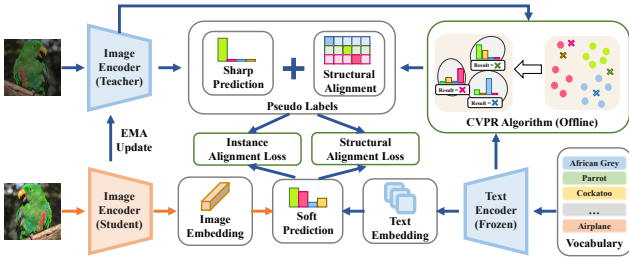 Image
Encoder
(Teacher)
Sharp
Prediction
Structural
Alignment
Pseudo Labels
Result =
Result =
Result =
CVPR Algorithm (Offline)
EMA
Update
Instance
Alignment Loss
Structural
Alignment Loss
Image
Encoder
(Student)
Image
Embedding
Soft
Prediction
Text
Embedding
Text
Encoder
(Frozen)
African Grey
Parrot
Cockatoo
...
Airplane
Vocabulary